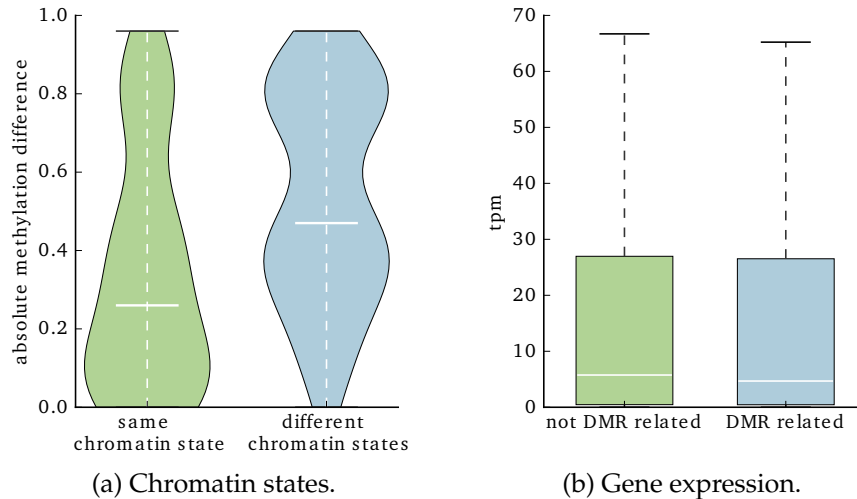 1.0
0.8
0.6
0.4
0.2
0.0
absolute methylation difference
same
chromatin state
different
chromatin states
(a) Chromatin states.
70
60
50
40
30
20
10
0
tpm
not DMR related
DMR related
(b) Gene expression.